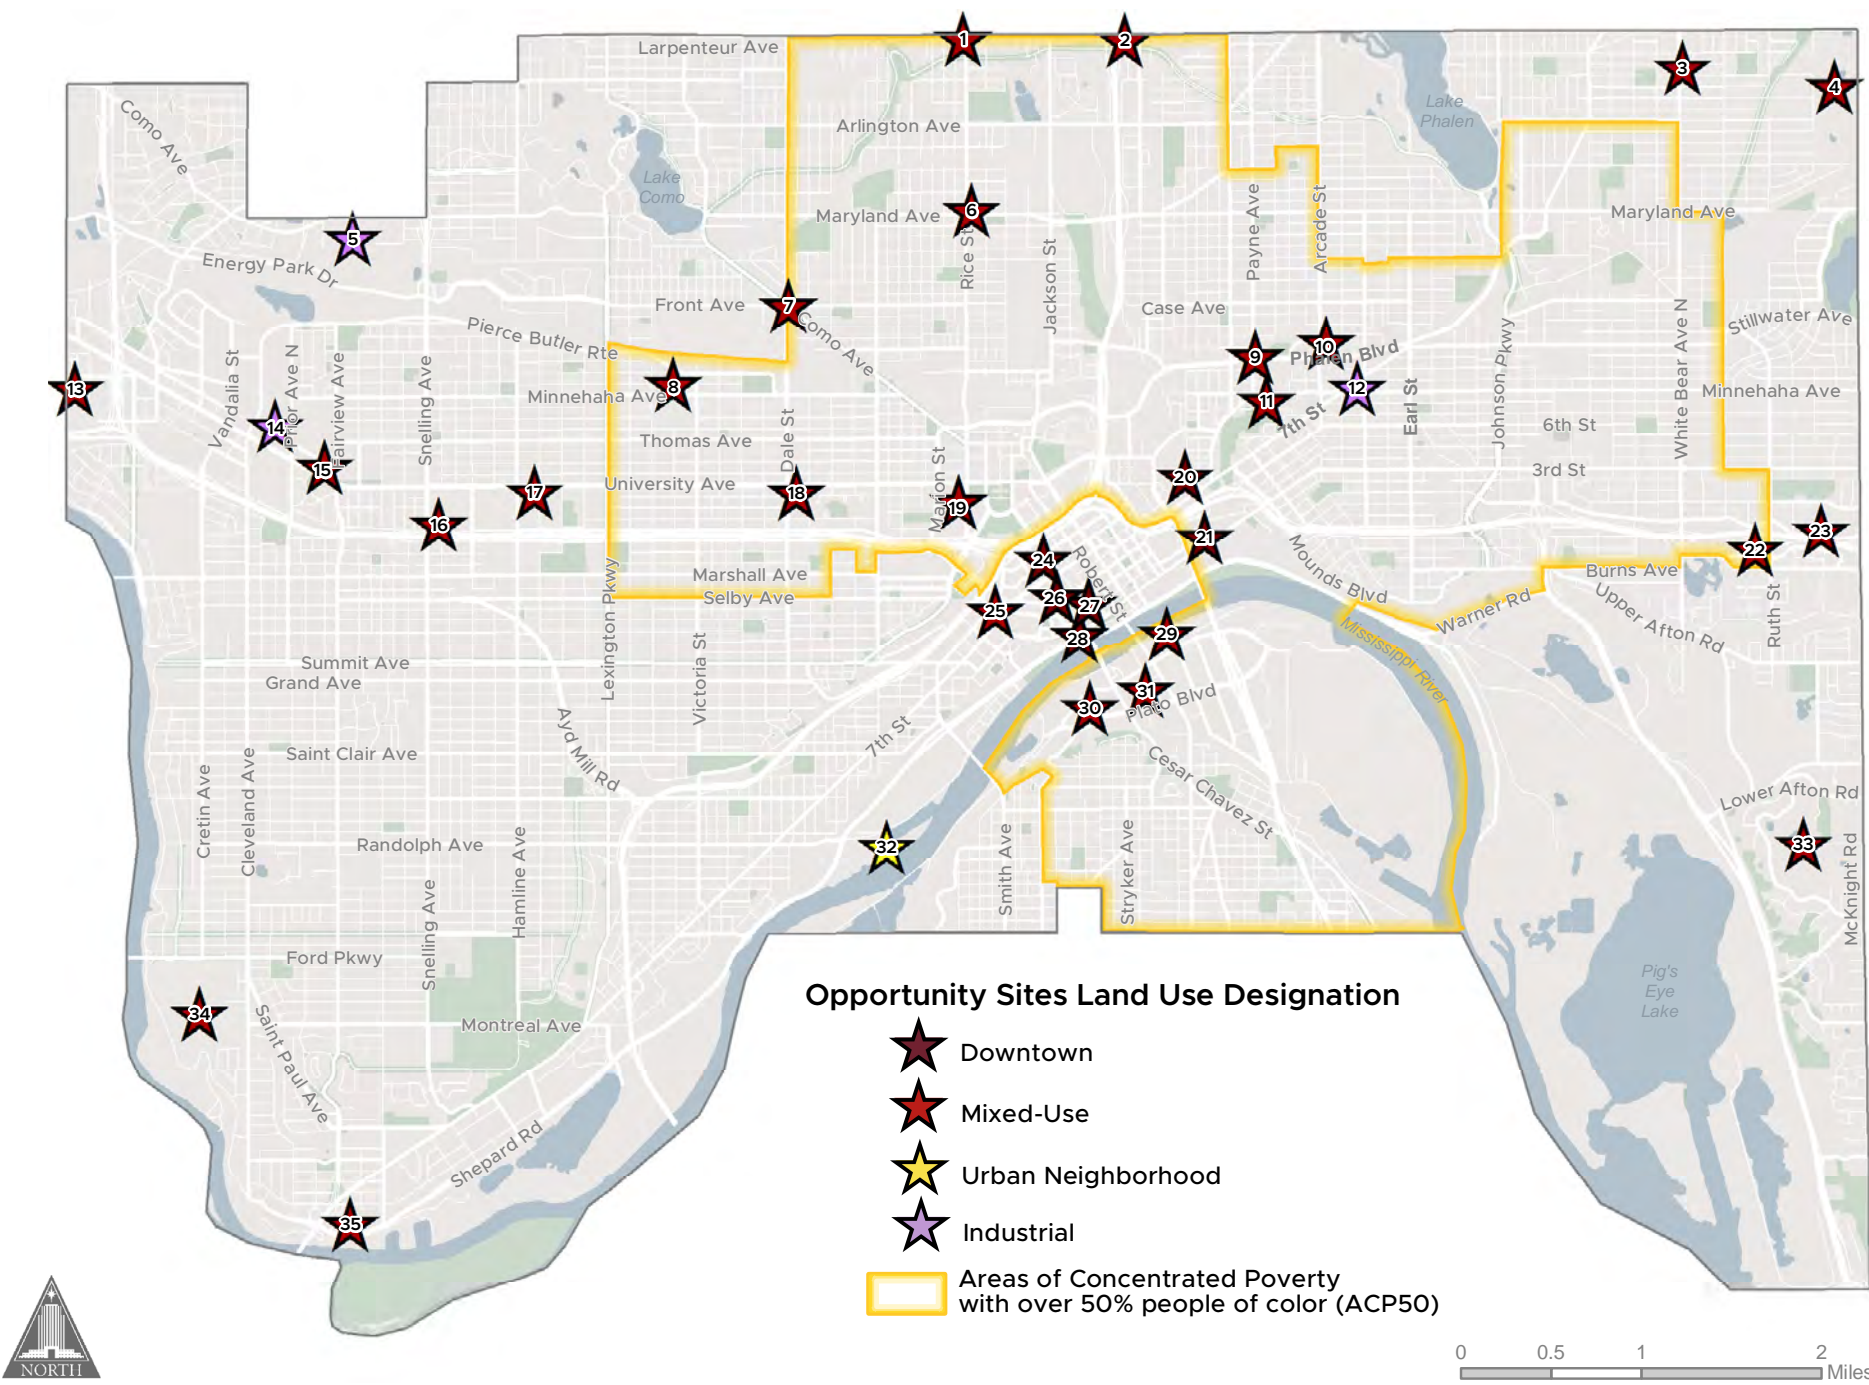 Larpenteur Ave
1
2
3
4
Como Ave
Arlington Ave
Lake
Phalen
Lake
Como
Maryland Ave
6
Rice St
Jackson St
Payne Ave
Arcade St
Maryland Ave
5
Energy Park Dr
Front Ave
7
Como Ave
Case Ave
Stillwater Ave
Pierce Butler Rte
9
10
Phalen Blvd
Johnson Pkwy
White Bear Ave N
13
Vandalia St
Prior Ave N
Fairview Ave
Snelling Ave
Minnehaha Ave
8
11
12
7th St
Earl St
Minnehaha Ave
14
15
Thomas Ave
Dale St
6th St
3rd St
University Ave
16
17
18
Marion St
19
20
21
22
23
Mounds Blvd
Burns Ave
Marshall Ave
Selby Ave
24
Robert St
25
26
27
28
29
Warner Rd
Upper Afton Rd
Ruth St
Mississippi River
Lexington Pkwy
Victoria St
Summit Ave
Grand Ave
30
31
Plato Blvd
7th St
Ayd Mill Rd
Saint Clair Ave
Cesar Chavez St
Cretin Ave
Cleveland Ave
Lower Afton Rd
Randolph Ave
Hamline Ave
32
Smith Ave
Stryker Ave
33
McKnight Rd
Snelling Ave
Ford Pkwy
Pig's
Eye
Lake
34
Saint Paul Ave
Montreal Ave
Shepard Rd
35
Opportunity Sites Land Use Designation
Downtown
Mixed-Use
Urban Neighborhood
Industrial
Areas of Concentrated Poverty
with over 50% people of color (ACP50)
NORTH
0 0.5 1 2
Miles